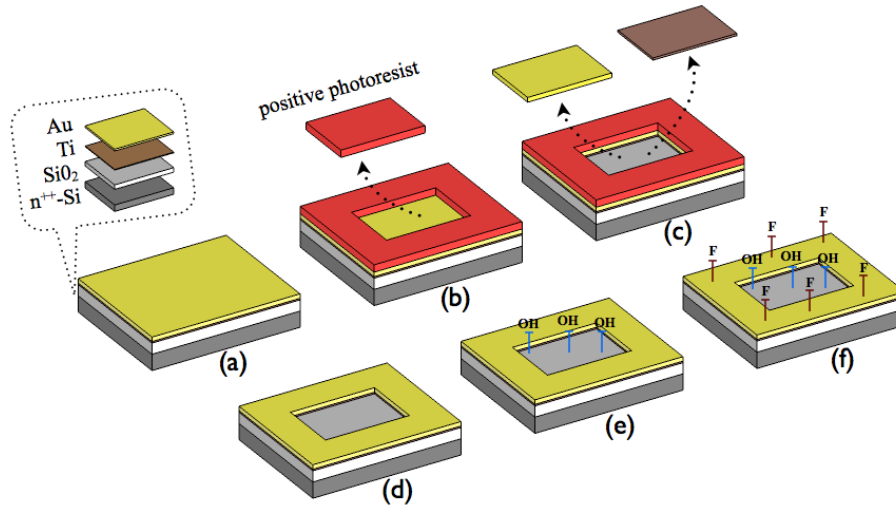 positive photoresist
Au
Ti
Si0₂
n⁺⁺-Si
(a)
(b)
(c)
F
F
F
OH
OH
OH
F
F
F
(f)
OH
OH
OH
(e)
(d)